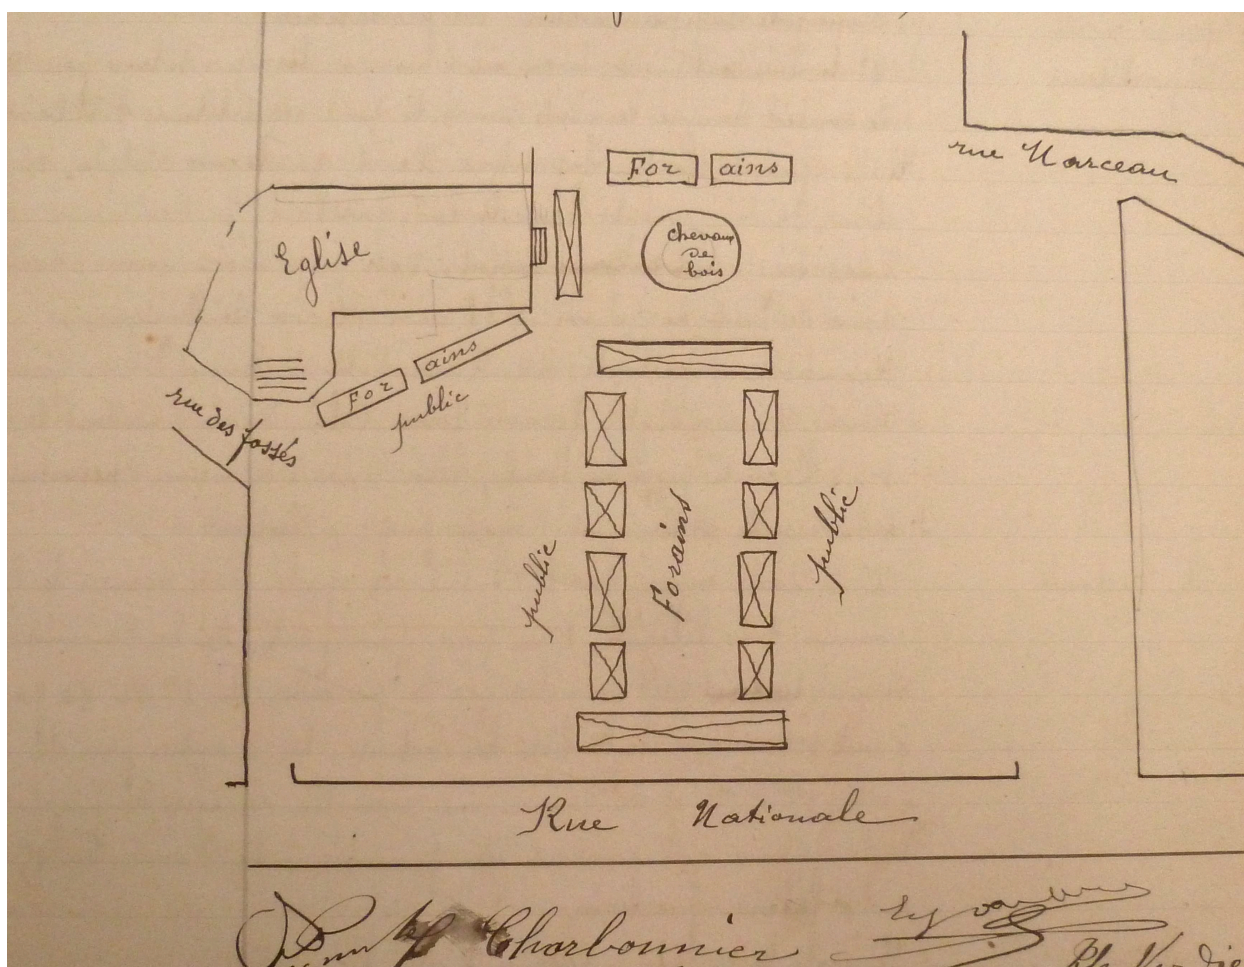 For ains
rue Marceau
Eglise
chevaux
de
bois
For ains
public
rue des fossés
Forains
public
public
Rue Nationale
Charbonnier